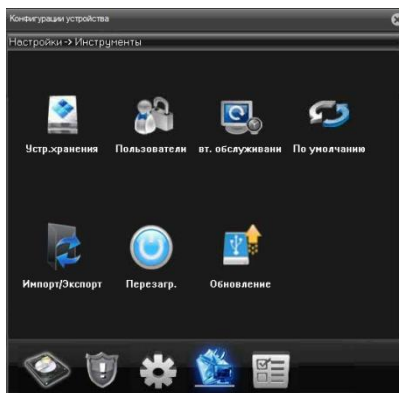 Конфигурации устройства
Настройки -> Инструменты
Устр.хранения Пользователи вт. обслуживани По умолчанию
Импорт/Экспорт Перезагр. Обновление